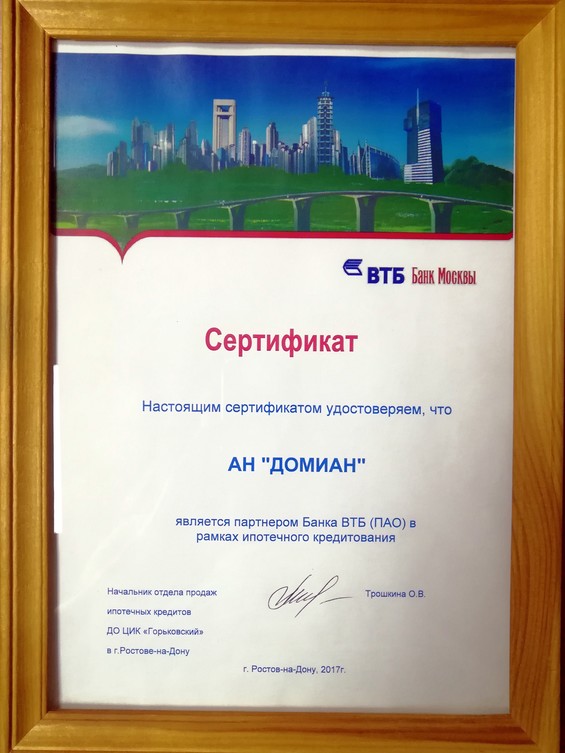 ВТБ Банк Москвы
Сертификат
Настоящим сертификатом удостоверяем, что
АН "ДОМИАН"
является партнером Банка ВТБ (ПАО) в
рамках ипотечного кредитования
Начальник отдела продаж
ипотечных кредитов
ДО ЦИК «Горьковский»
в г.Ростове-на-Дону
Трошкина О.В.
г. Ростов-на-Дону, 2017г.